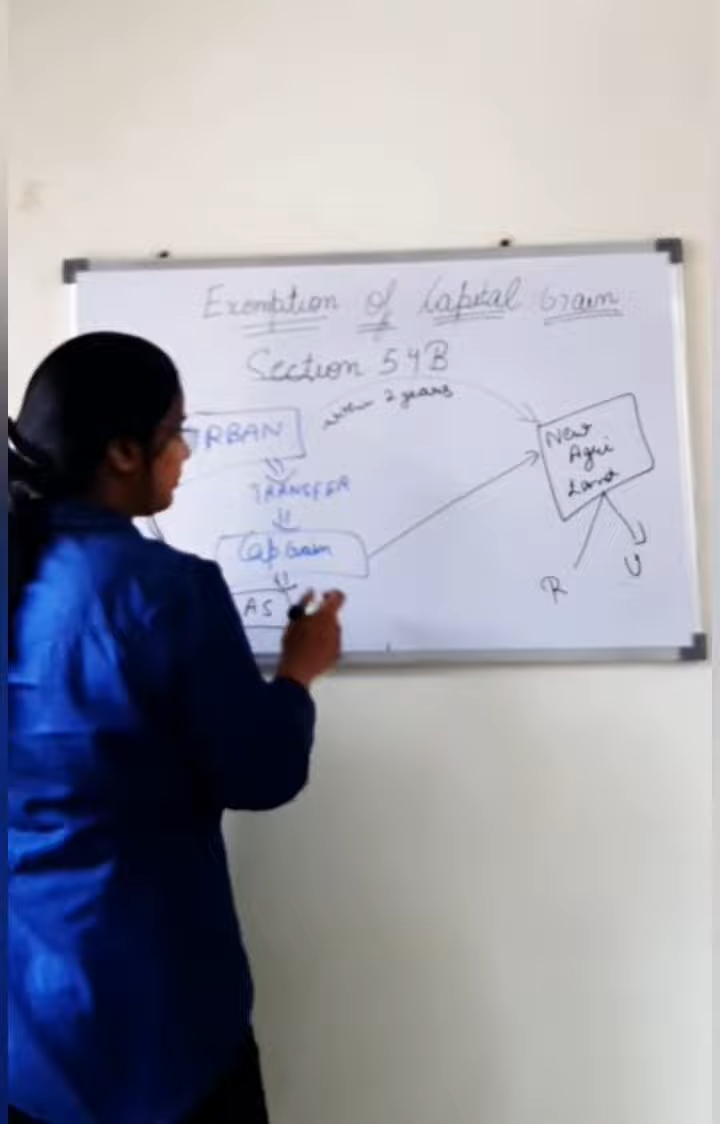 Exemption of Capital Gain
Section 54B
RBAN
within 2 years
TRANSFER
Cap Gain
AS
New
Agri
Land
R
U